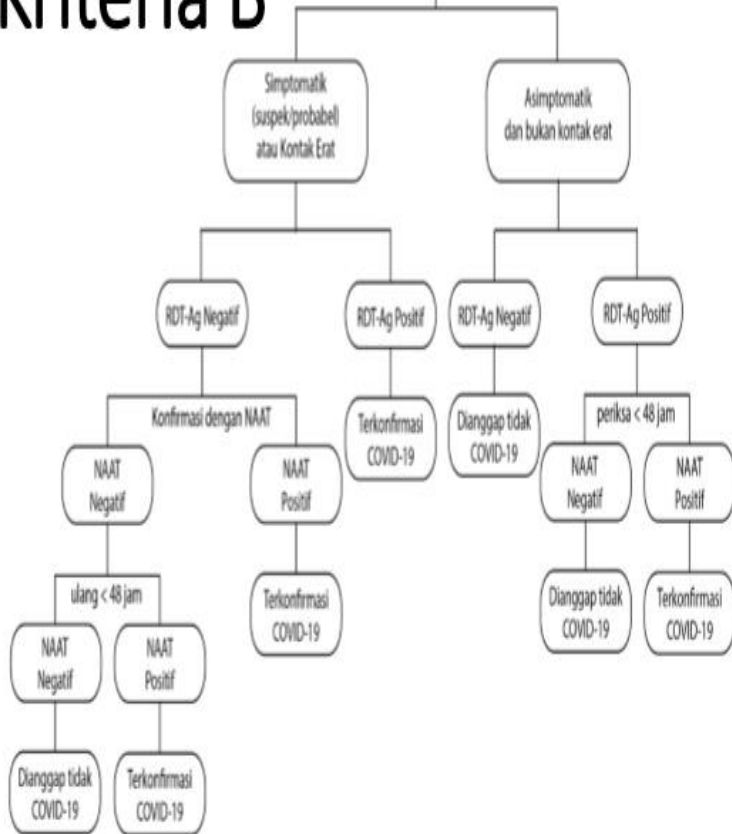 Kriteria B
Simptomatik
(suspek/probabel)
atau Kontak Erat
Asimptomatik
dan bukan kontak erat
RDT-Ag Negatif
RDT-Ag Positif
RDT-Ag Negatif
RDT-Ag Positif
Konfirmasi dengan NAAT
Terkonfirmasi
COVID-19
Dianggap tidak
COVID-19
periksa < 48 jam
NAAT
Negatif
NAAT
Positif
NAAT
Negatif
NAAT
Positif
ulang < 48 jam
Terkonfirmasi
COVID-19
Dianggap tidak
COVID-19
Terkonfirmasi
COVID-19
NAAT
Negatif
NAAT
Positif
Dianggap tidak
COVID-19
Terkonfirmasi
COVID-19